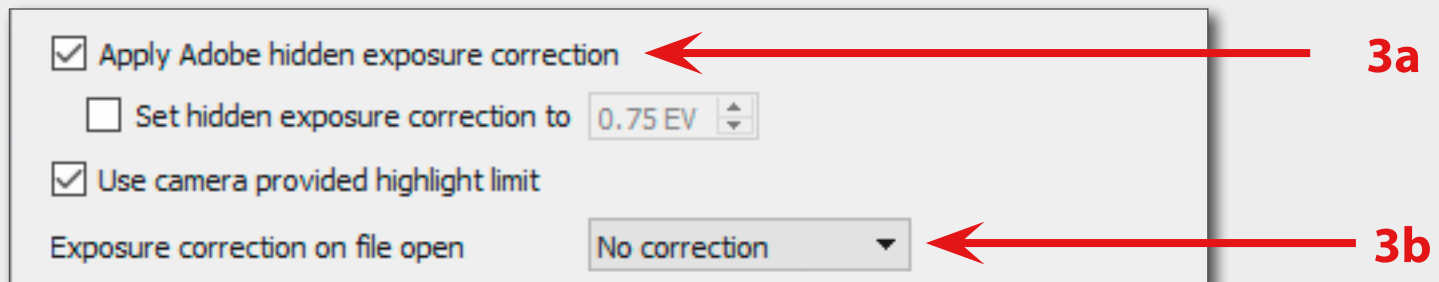 Apply Adobe hidden exposure correction 3a
Set hidden exposure correction to 0.75 EV
Use camera provided highlight limit
Exposure correction on file open No correction 3b